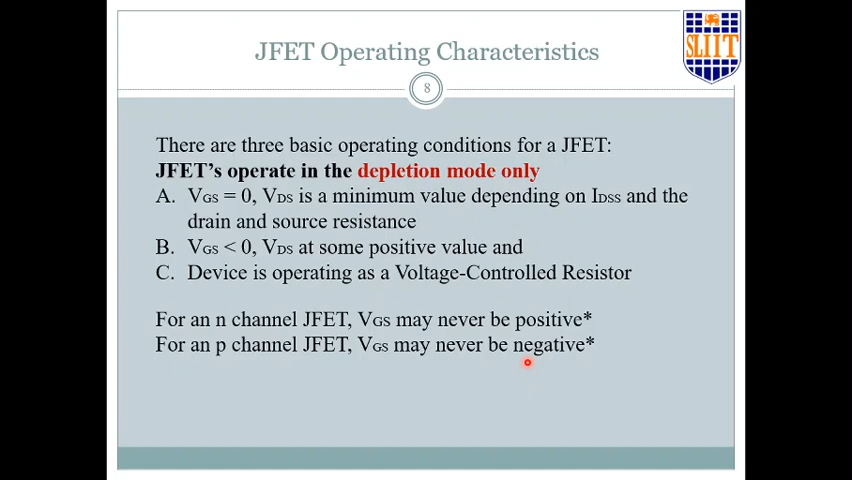 JFET Operating Characteristics
SLIIT
8
There are three basic operating conditions for a JFET:
JFET's operate in the depletion mode only
A. VGS = 0, VDS is a minimum value depending on IDSS and the
drain and source resistance
B. VGS < 0, VDS at some positive value and
C. Device is operating as a Voltage-Controlled Resistor
For an n channel JFET, VGS may never be positive*
For an p channel JFET, VGS may never be negative*